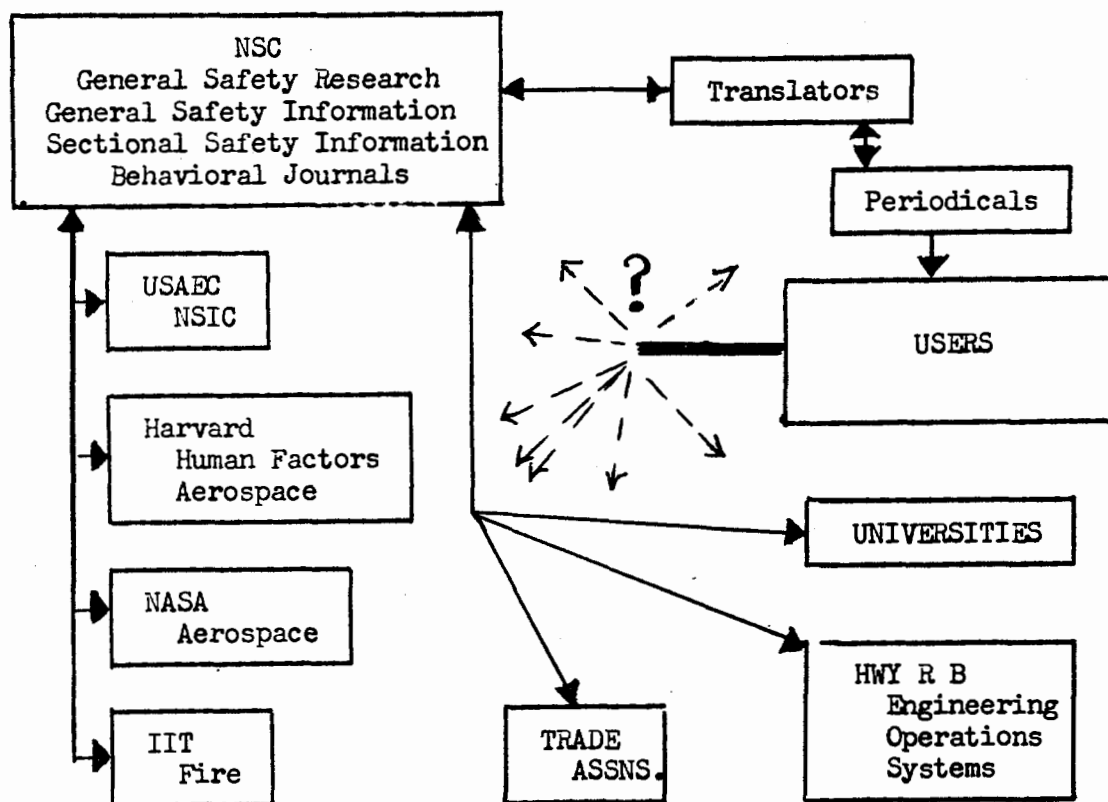 NSC
General Safety Research
General Safety Information
Sectional Safety Information
Behavioral Journals
Translators
Periodicals
USAEC
NSIC
?
USERS
Harvard
Human Factors
Aerospace
UNIVERSITIES
NASA
Aerospace
HWY R B
Engineering
Operations
Systems
IIT
Fire
TRADE
ASSNS.